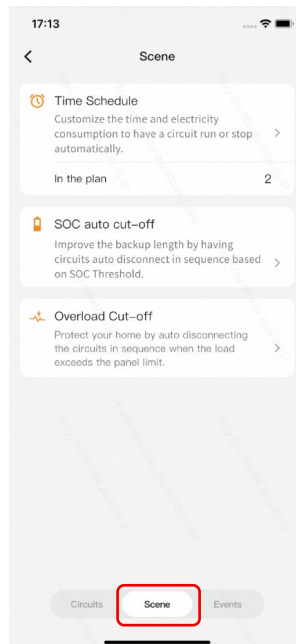 17:13
Scene
Time Schedule
Customize the time and electricity
consumption to have a circuit run or stop
automatically.
In the plan 2
SOC auto cut-off
Improve the backup length by having
circuits auto disconnect in sequence based
on SOC Threshold.
Overload Cut-off
Protect your home by auto disconnecting
the circuits in sequence when the load
exceeds the panel limit.
Circuits Scene Events